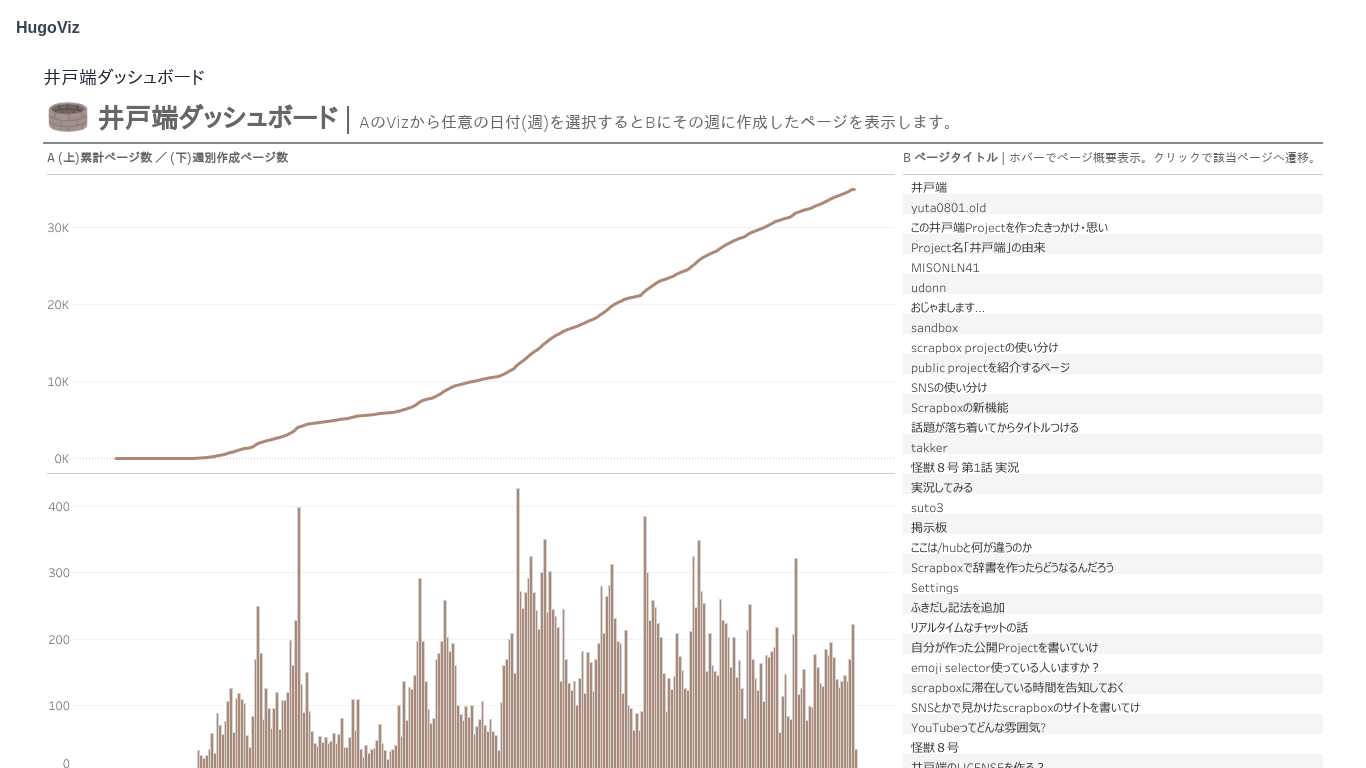 HugoViz
井戸端ダッシュボード
井戸端ダッシュボード | AのVizから任意の日付(週)を選択するとBにその週に作成したページを表示します。
A (上)累計ページ数 ／ (下)週別作成ページ数
30K
20K
10K
0K
400
300
200
100
0
B ページタイトル | ホバーでページ概要表示。クリックで該当ページへ遷移。
井戸端
yuta0801.old
この井戸端Projectを作ったきっかけ・思い
Project名「井戸端」の由来
MISONLN41
udonn
おじゃまします…
sandbox
scrapbox projectの使い分け
public projectを紹介するページ
SNSの使い分け
Scrapboxの新機能
話題が落ち着いてからタイトルつける
takker
怪獣８号 第1話 実況
実況してみる
suto3
掲示板
ここは/hubと何が違うのか
Scrapboxで辞書を作ったらどうなるんだろう
Settings
ふきだし記法を追加
リアルタイムなチャットの話
自分が作った公開Projectを書いていけ
emoji selector使っている人いますか？
scrapboxに滞在している時間を告知しておく
SNSとかで見かけたscrapboxのサイトを書いてけ
YouTubeってどんな雰囲気?
怪獣８号
井戸端のLICENSEを作る？